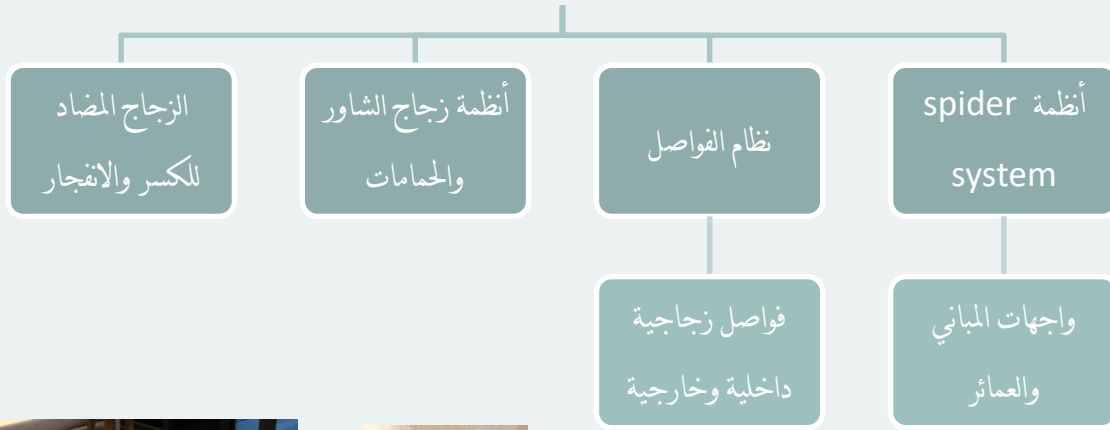 أنظمة spider
system
نظام الفواصل
أنظمة زجاج الشاور
والحمامات
الزجاج المضاد
للكسر والانفجار
واجهات المباني
والعمائر
فواصل زجاجية
داخلية وخارجية